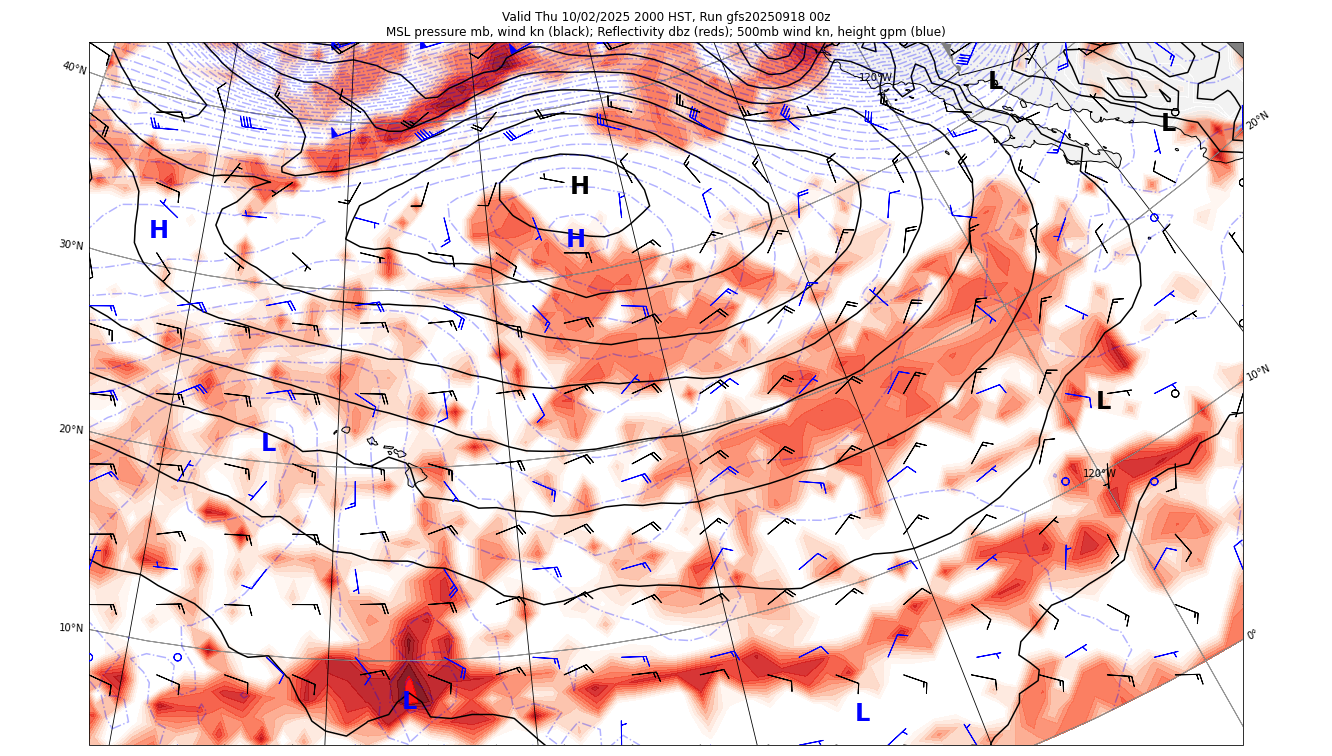 Valid Thu 10/02/2025 2000 HST, Run gfs20250918 00z
MSL pressure mb, wind kn (black); Reflectivity dbz (reds); 500mb wind kn, height gpm (blue)
40°N
120°W
L
L
20°N
H
H
H
30°N
10°N
L
20°N
L
120°W
10°N
0°
L
L